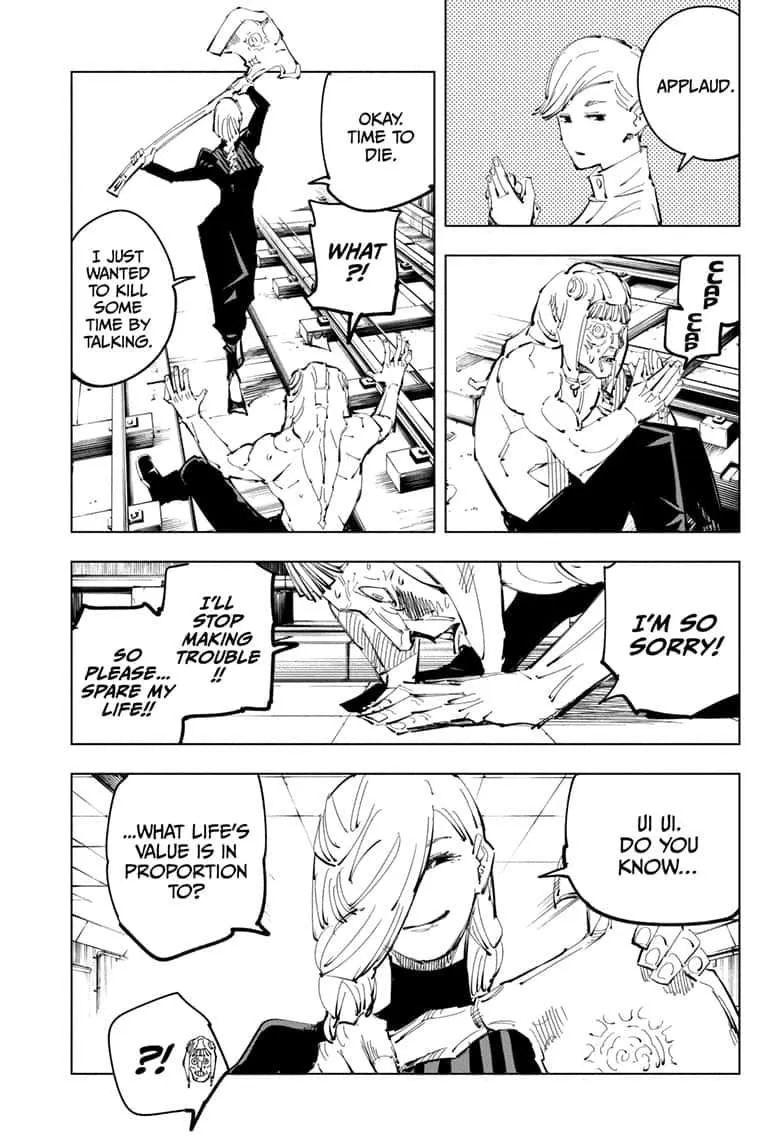 APPLAUD.
CLAP
CLAP
OKAY.
TIME TO
DIE.
WHAT
?!
I JUST
WANTED
TO KILL
SOME
TIME BY
TALKING.
I'M SO
SORRY!
I'LL
STOP
MAKING
TROUBLE
!!
SO
PLEASE...
SPARE MY
LIFE!!
UI UI.
DO YOU
KNOW...
...WHAT LIFE'S
VALUE IS IN
PROPORTION
TO?
?!